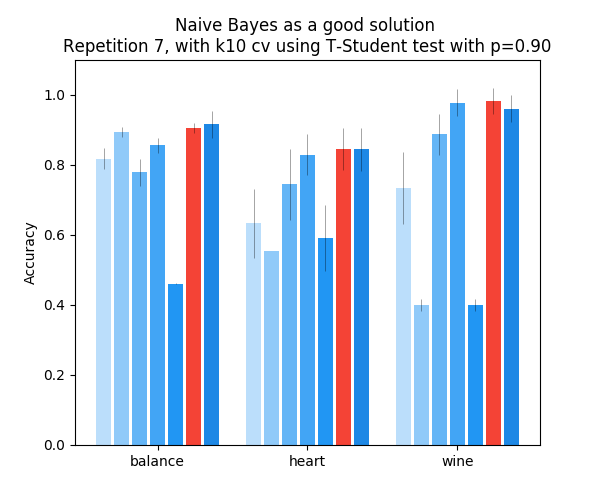 Naive Bayes as a good solution
Repetition 7, with k10 cv using T-Student test with p=0.90
Accuracy
1.0
0.8
0.6
0.4
0.2
0.0
balance heart wine